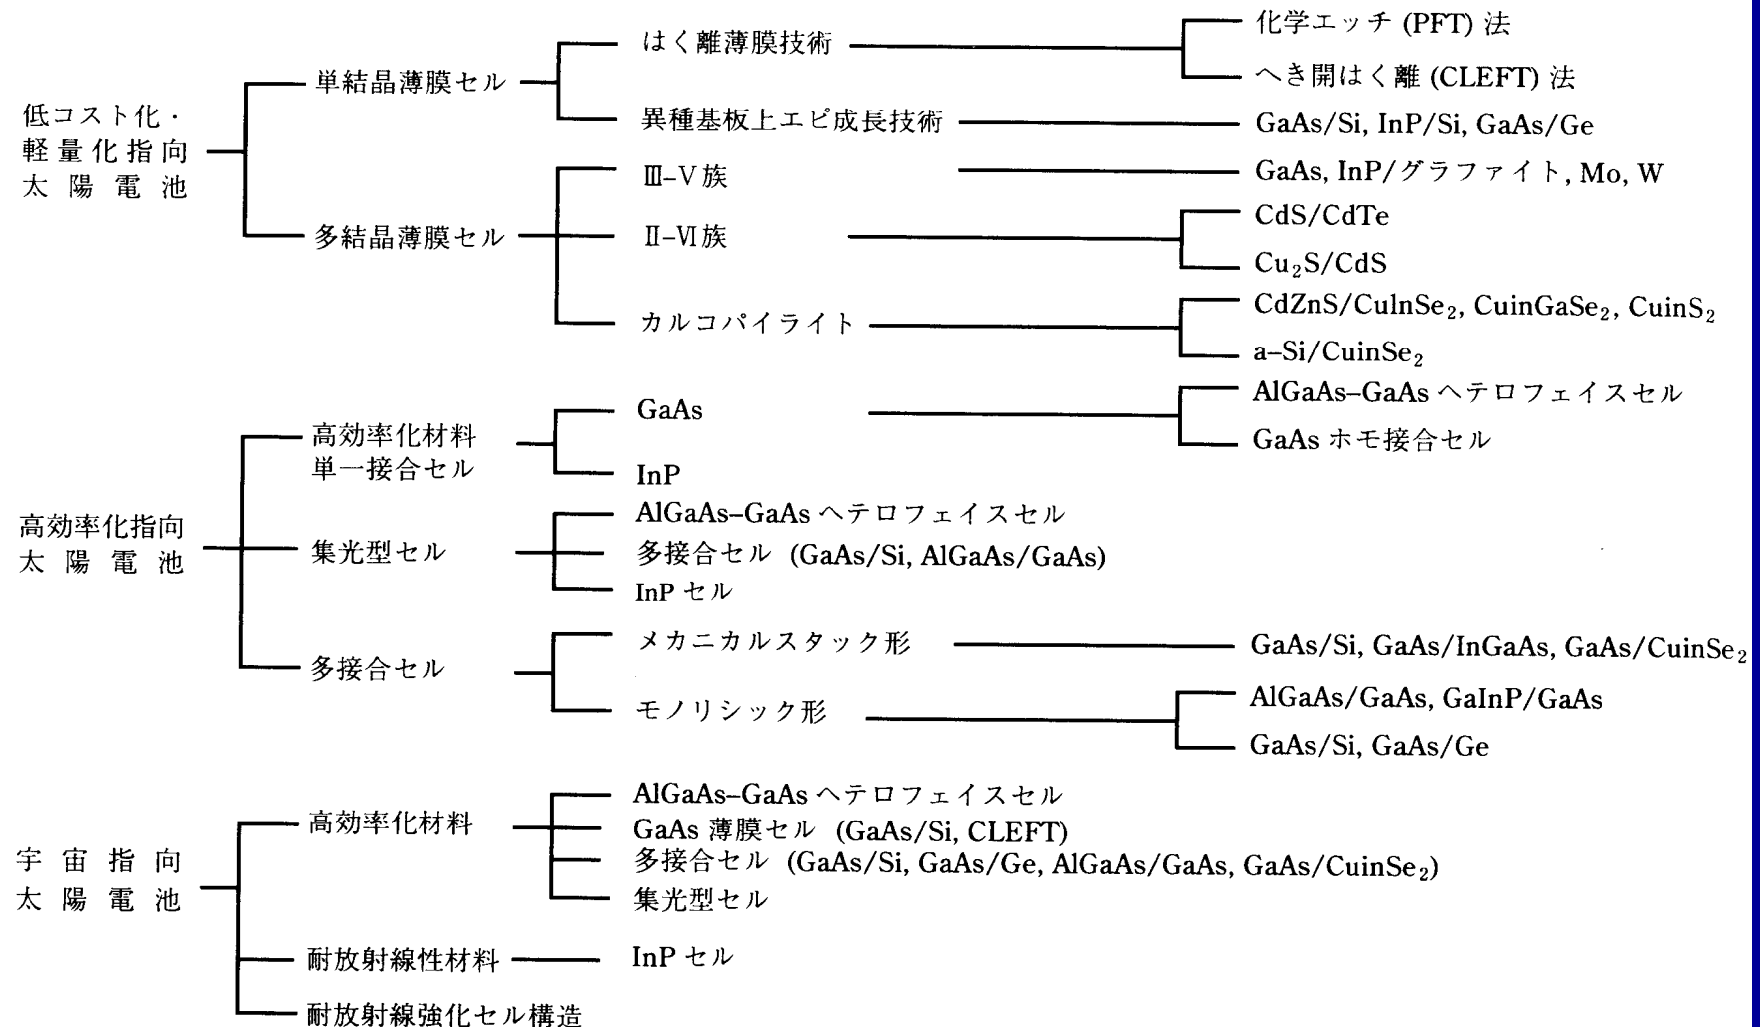 低コスト化・
軽量化指向
太陽電池
単結晶薄膜セル
はく離薄膜技術
化学エッチ (PFT) 法
へき開はく離 (CLEFT) 法
異種基板上エピ成長技術
GaAs/Si, InP/Si, GaAs/Ge
多結晶薄膜セル
Ⅲ–Ⅴ族
GaAs, InP/グラファイト, Mo, W
Ⅱ–Ⅵ族
CdS/CdTe
Cu₂S/CdS
カルコパイライト
CdZnS/CulnSe₂, CuinGaSe₂, CuinS₂
a–Si/CuinSe₂
高効率化指向
太陽電池
高効率化材料
単一接合セル
GaAs
AlGaAs–GaAs ヘテロフェイスセル
GaAs ホモ接合セル
InP
集光型セル
AlGaAs–GaAs ヘテロフェイスセル
多接合セル (GaAs/Si, AlGaAs/GaAs)
InP セル
多接合セル
メカニカルスタック形
GaAs/Si, GaAs/InGaAs, GaAs/CuinSe₂
モノリシック形
AlGaAs/GaAs, GaInP/GaAs
GaAs/Si, GaAs/Ge
宇宙指向
太陽電池
高効率化材料
AlGaAs–GaAs ヘテロフェイスセル
GaAs 薄膜セル (GaAs/Si, CLEFT)
多接合セル (GaAs/Si, GaAs/Ge, AlGaAs/GaAs, GaAs/CuinSe₂)
集光型セル
耐放射線性材料
InP セル
耐放射線強化セル構造